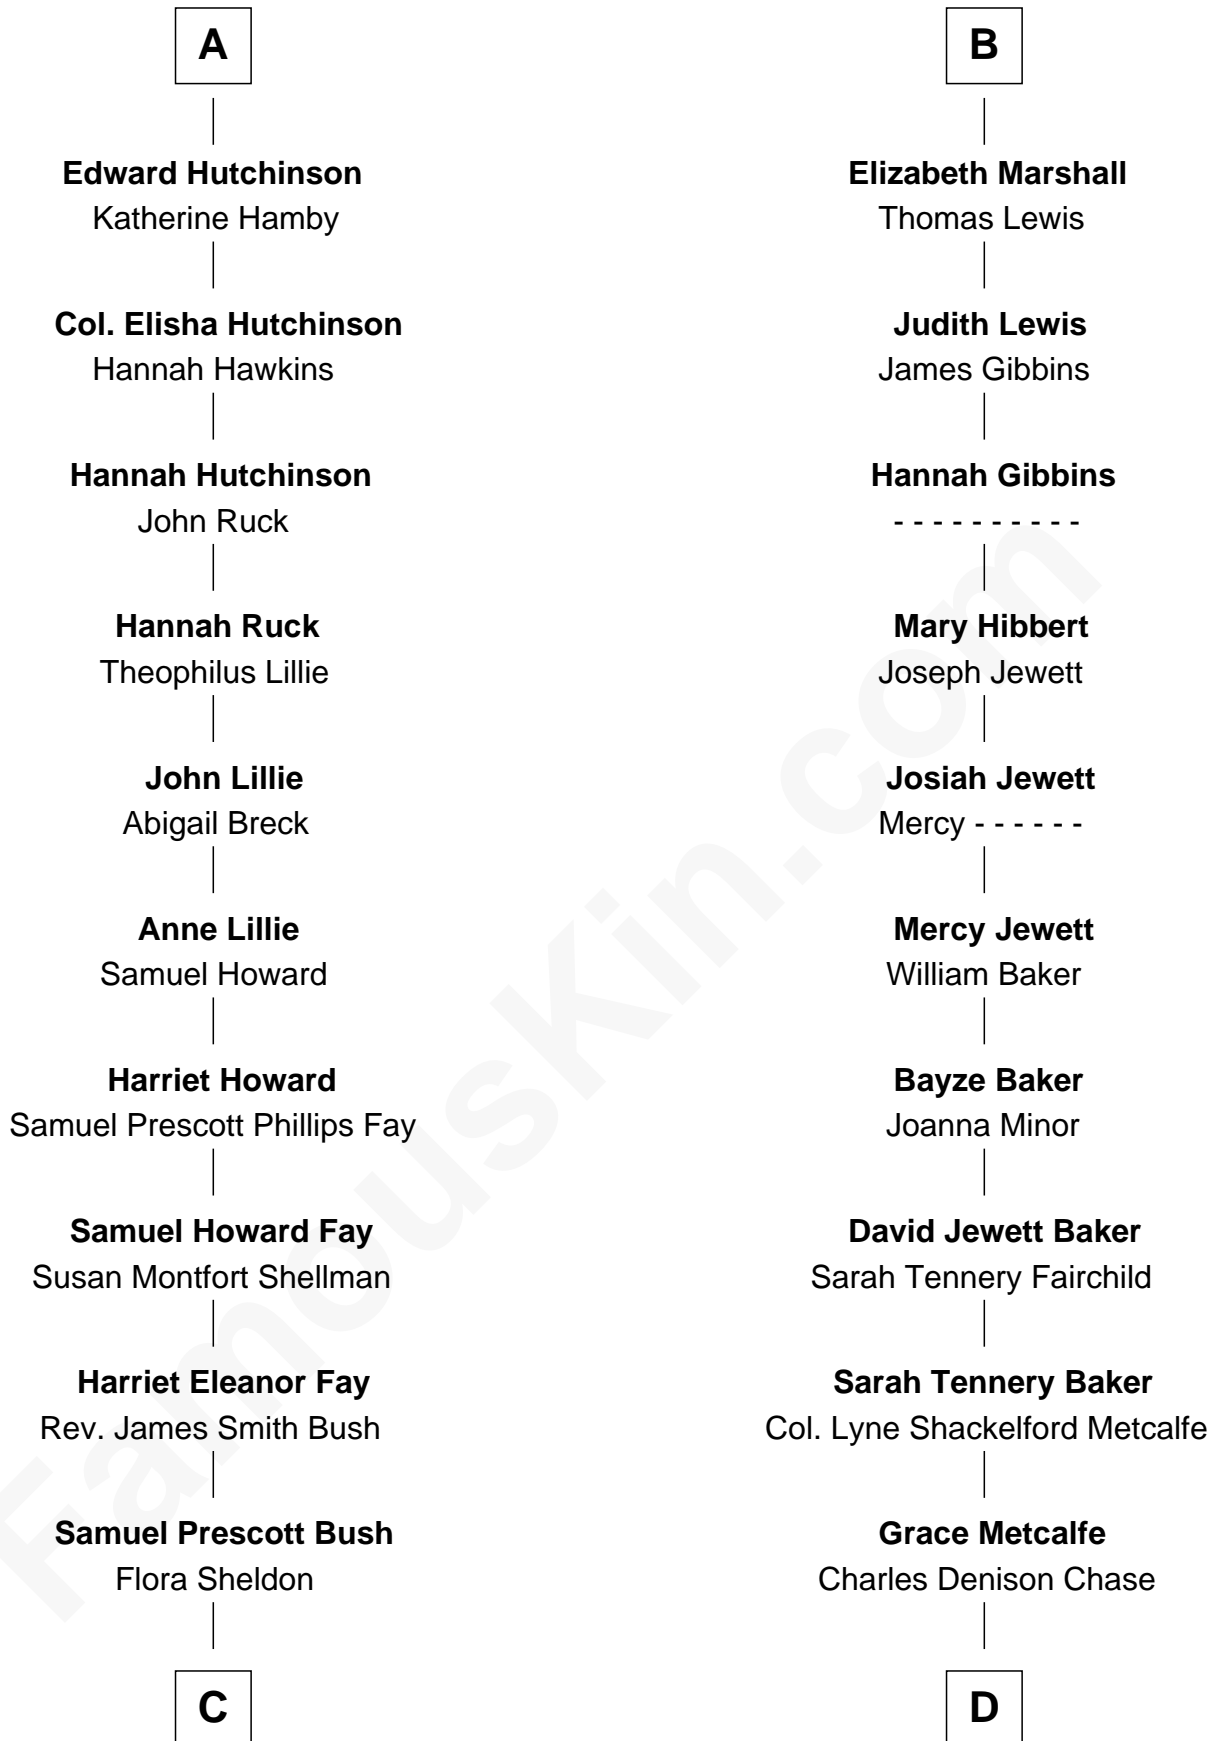 A
Edward Hutchinson
Katherine Hamby
Col. Elisha Hutchinson
Hannah Hawkins
Hannah Hutchinson
John Ruck
Hannah Ruck
Theophilus Lillie
John Lillie
Abigail Breck
Anne Lillie
Samuel Howard
Harriet Howard
Samuel Prescott Phillips Fay
Samuel Howard Fay
Susan Montfort Shellman
Harriet Eleanor Fay
Rev. James Smith Bush
Samuel Prescott Bush
Flora Sheldon
C
B
Elizabeth Marshall
Thomas Lewis
Judith Lewis
James Gibbins
Hannah Gibbins
- - - - - - - - - -
Mary Hibbert
Joseph Jewett
Josiah Jewett
Mercy - - - - - -
Mercy Jewett
William Baker
Bayze Baker
Joanna Minor
David Jewett Baker
Sarah Tennery Fairchild
Sarah Tennery Baker
Col. Lyne Shackelford Metcalfe
Grace Metcalfe
Charles Denison Chase
D
FamousKin.com